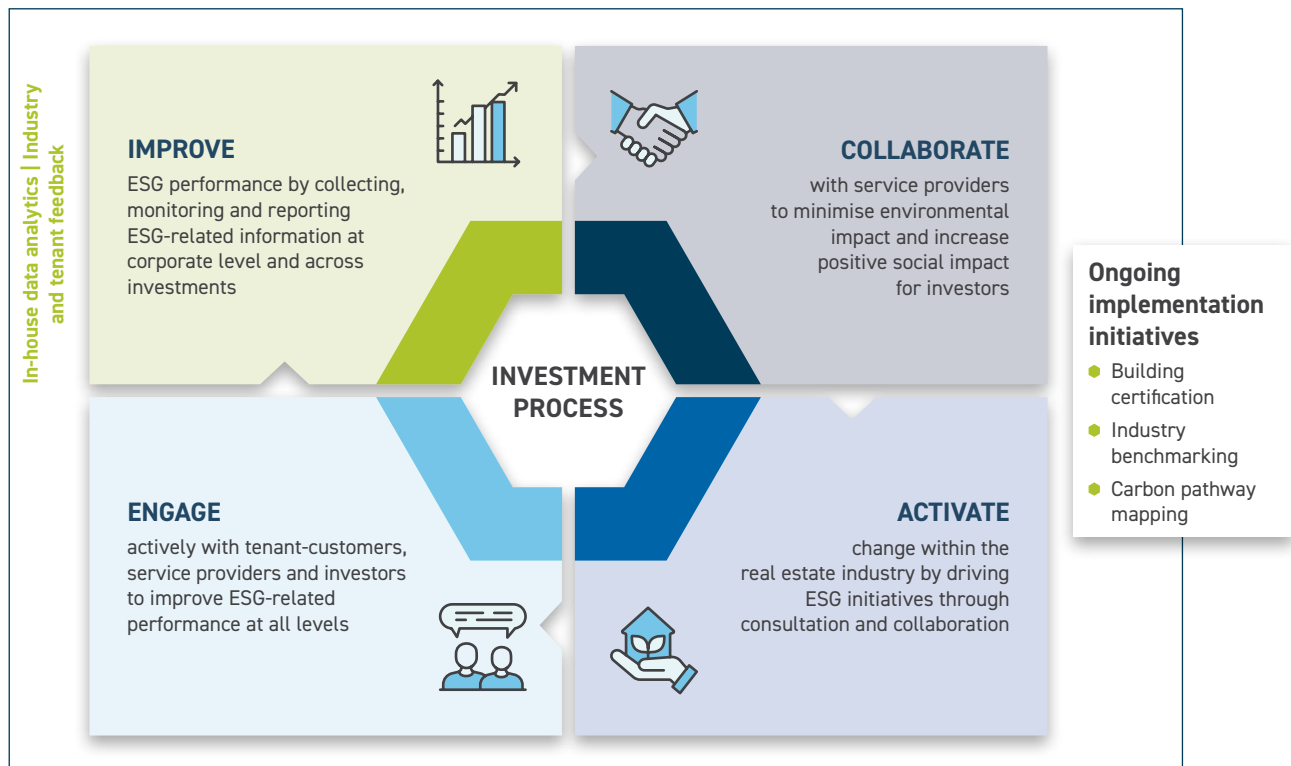 In-house data analytics | Industry
and tenant feedback
IMPROVE
ESG performance by collecting,
monitoring and reporting
ESG-related information at
corporate level and across
investments
COLLABORATE
with service providers
to minimise environmental
impact and increase
positive social impact
for investors
INVESTMENT
PROCESS
ENGAGE
actively with tenant-customers,
service providers and investors
to improve ESG-related
performance at all levels
ACTIVATE
change within the
real estate industry by driving
ESG initiatives through
consultation and collaboration
Ongoing
implementation
initiatives
Building
certification
Industry
benchmarking
Carbon pathway
mapping